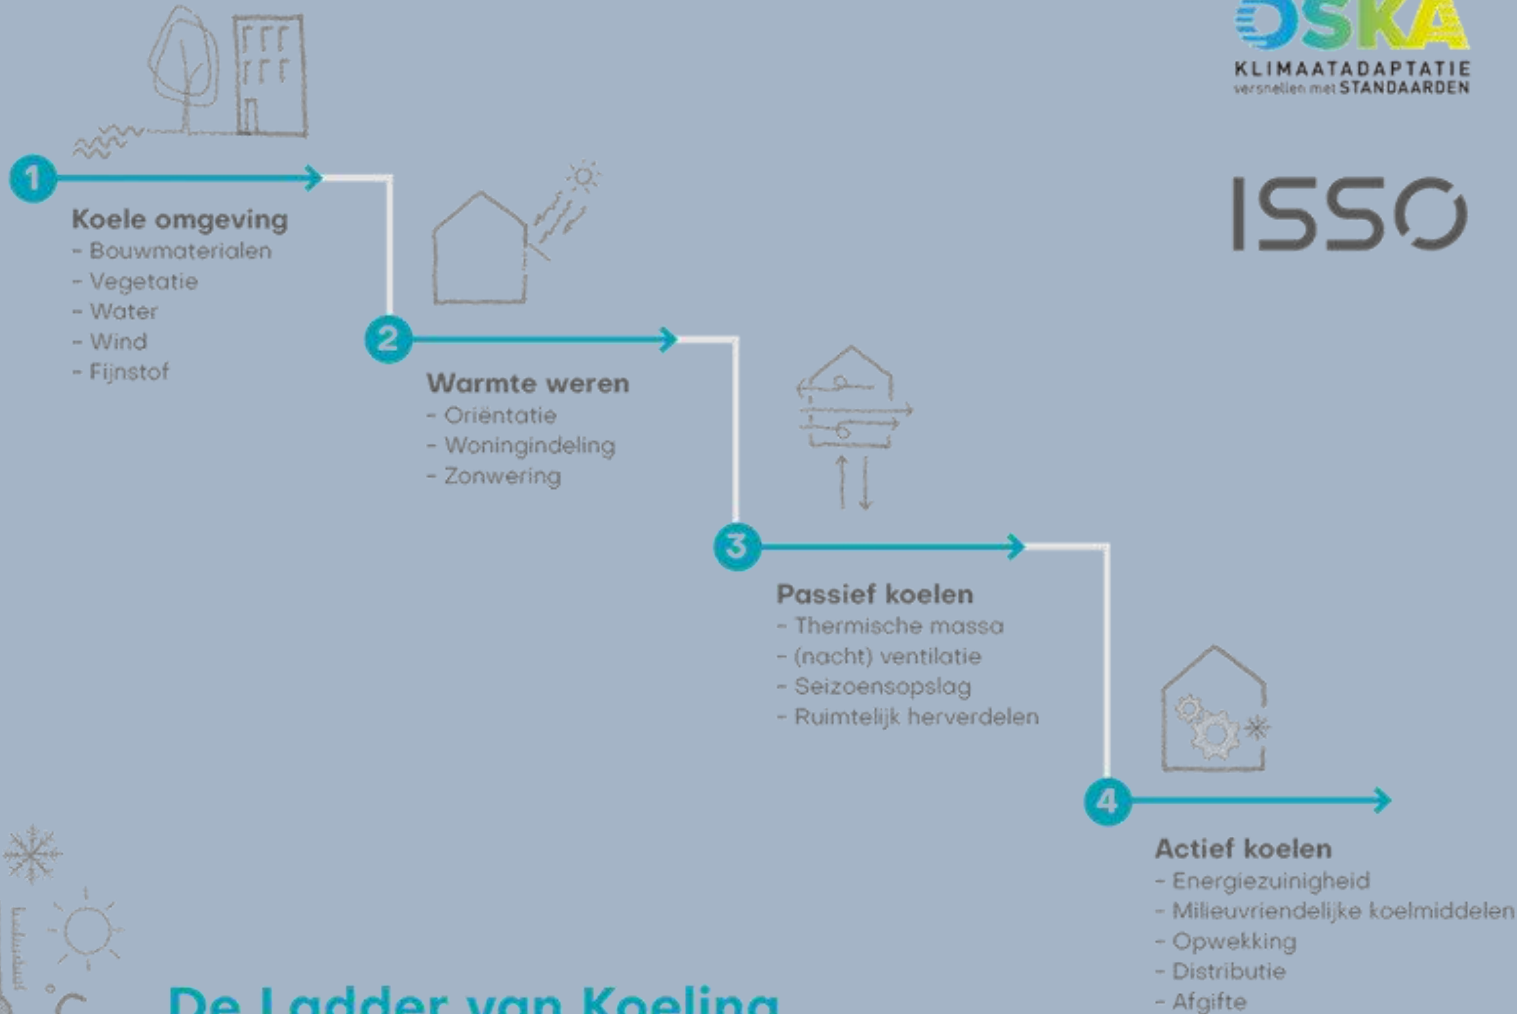 OSKA
KLIMAATADAPTATIE
versnellen met STANDAARDEN
ISSO
1
Koele omgeving
- Bouwmaterialen
- Vegetatie
- Water
- Wind
- Fijnstof
2
Warmte weren
- Oriëntatie
- Woningindeling
- Zonwering
3
Passief koelen
- Thermische massa
- (nacht) ventilatie
- Seizoensopslag
- Ruimtelijk herverdelen
4
Actief koelen
- Energiezuinigheid
- Milieuvriendelijke koelmiddelen
- Opwekking
- Distributie
- Afgifte
°C
De Ladder van Koeling